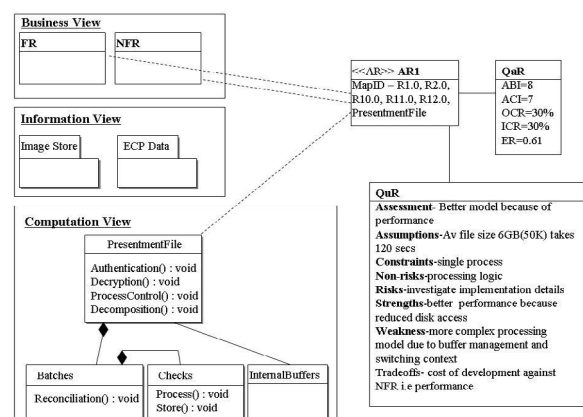 Business View
FR
NFR
<<AR>> AR1
MapID – R1.0, R2.0,
R10.0, R11.0, R12.0,
PresentmentFile
QaR
ABI=8
ACI=7
OCR=30%
ICR=30%
ER=0.61
Information View
Image Store
ECP Data
QuR
Assessment- Better model because of
performance
Assumptions-Av file size 6GB(50K) takes
120 secs
Constraints-single process
Non-risks-processing logic
Risks-investigate implementation details
Strengths-better performance because
reduced disk access
Weakness-more complex processing
model due to buffer management and
switching context
Tradeoffs- cost of development against
NFR i.e performance
Computation View
PresentmentFile
Authentication() : void
Decryption() : void
ProcessControl() : void
Decomposition() : void
Batches
Reconciliation() : void
Checks
Process() : void
Store() : void
InternalBuffers